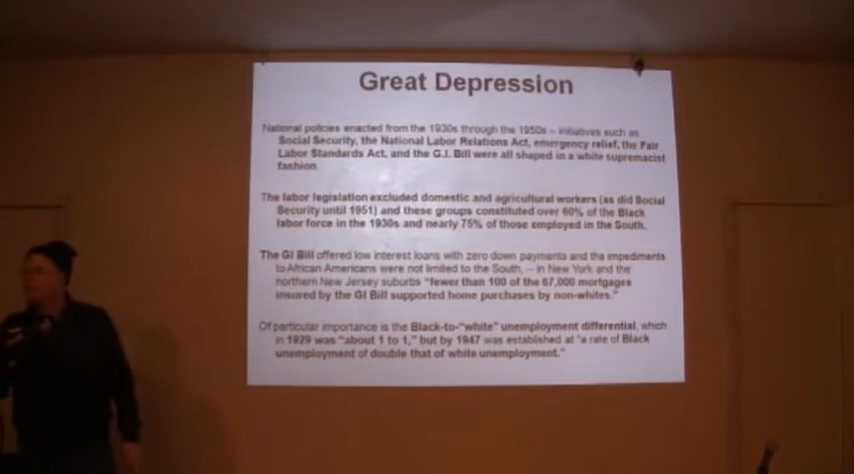 Great Depression
National policies enacted from the 1930s through the 1950s – initiatives such as
Social Security, the National Labor Relations Act, emergency relief, the Fair
Labor Standards Act, and the G.I. Bill were all shaped in a white supremacist
fashion
The labor legislation excluded domestic and agricultural workers (as did Social
Security until 1951) and these groups constituted over 60% of the Black
labor force in the 1930s and nearly 75% of those employed in the South.
The GI Bill offered low interest loans with zero down payments and the impediments
to African Americans were not limited to the South, – in New York and the
northern New Jersey suburbs "fewer than 100 of the 67,000 mortgages
insured by the GI Bill supported home purchases by non-whites."
Of particular importance is the Black-to-"white" unemployment differential, which
in 1929 was "about 1 to 1," but by 1947 was established at "a rate of Black
unemployment of double that of white unemployment."